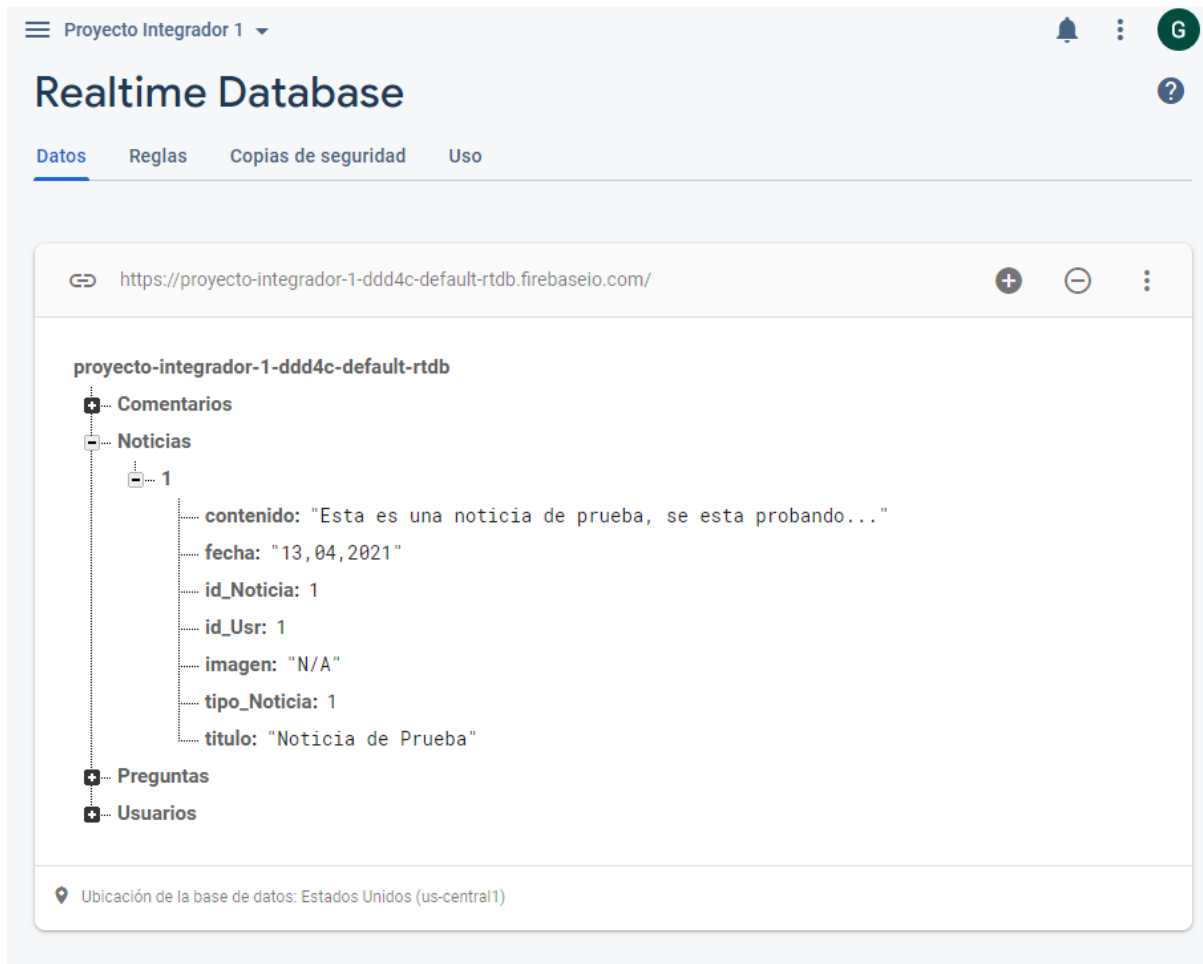 Proyecto Integrador 1
G
Realtime Database
Datos Reglas Copias de seguridad Uso
https://proyecto-integrador-1-ddd4c-default-rtdb.firebaseio.com/
proyecto-integrador-1-ddd4c-default-rtdb
Comentarios
Noticias
1
contenido: "Esta es una noticia de prueba, se esta probando..."
fecha: "13,04,2021"
id_Noticia: 1
id_Usr: 1
imagen: "N/A"
tipo_Noticia: 1
titulo: "Noticia de Prueba"
Preguntas
Usuarios
Ubicación de la base de datos: Estados Unidos (us-central1)